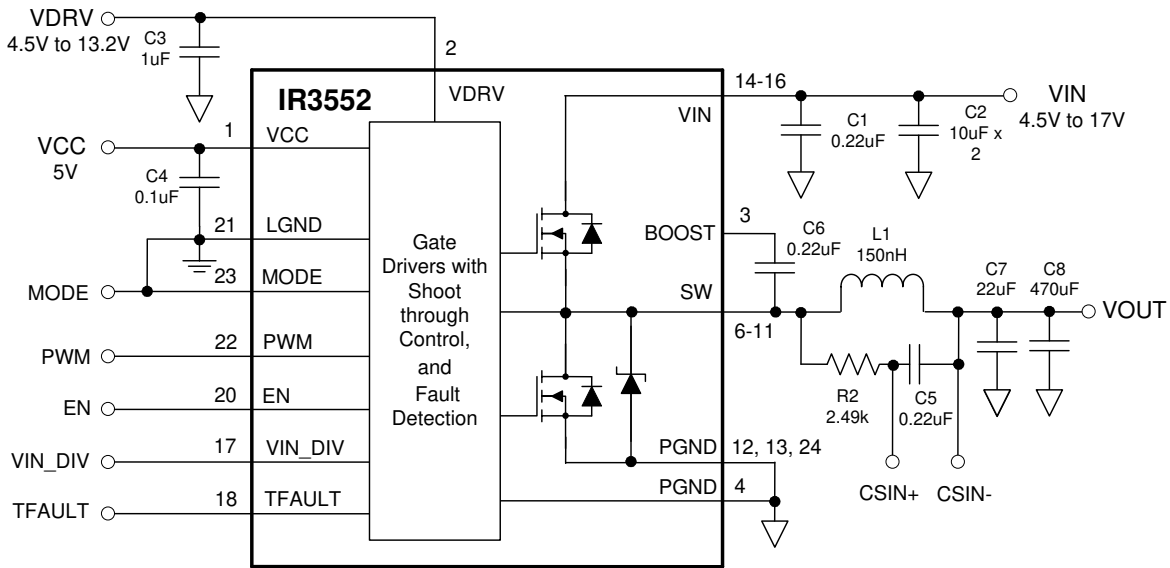 VDRV
4.5V to 13.2V
C3
1uF
2
IR3552
VDRV
14-16
VIN
VIN
4.5V to 17V
C1
0.22uF
C2
10uF x
2
1
VCC
VCC
5V
C4
0.1uF
21
LGND
3
BOOST
C6
0.22uF
L1
150nH
C7
22uF
C8
470uF
23
MODE
MODE
SW
6-11
VOUT
Gate
Drivers with
Shoot
through
Control,
and
Fault
Detection
22
PWM
PWM
20
EN
EN
R2
2.49k
C5
0.22uF
17
VIN_DIV
VIN_DIV
PGND
12, 13, 24
18
TFAULT
TFAULT
PGND
4
CSIN+
CSIN-